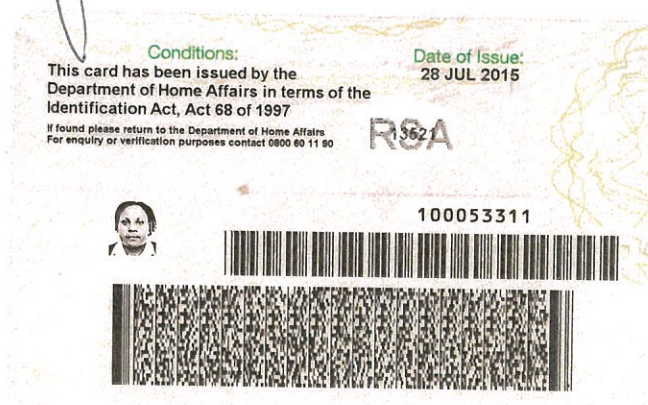 Conditions:
This card has been issued by the
Department of Home Affairs in terms of the
Identification Act, Act 68 of 1997
If found please return to the Department of Home Affairs
For enquiry or verification purposes contact 0800 60 11 90
Date of Issue:
28 JUL 2015
RSA
13521
100053311